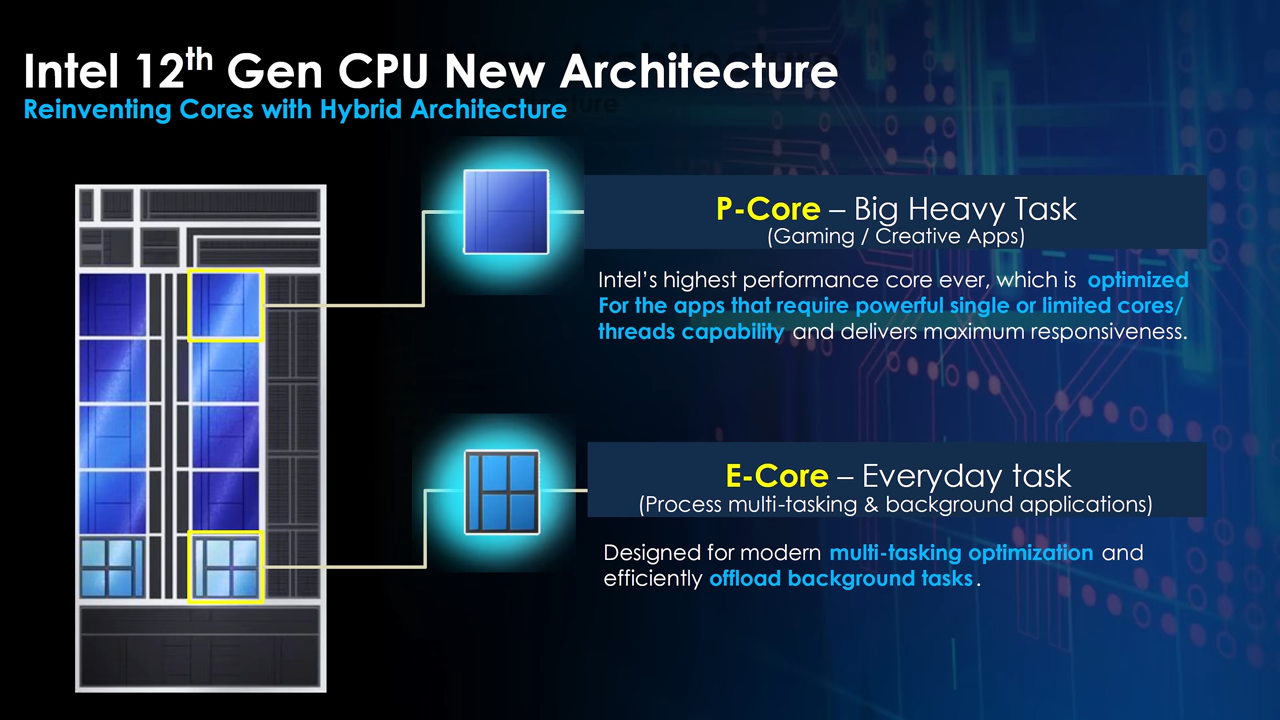 Intel 12th Gen CPU New Architecture
Reinventing Cores with Hybrid Architecture
P-Core – Big Heavy Task
(Gaming / Creative Apps)
Intel’s highest performance core ever, which is optimized
For the apps that require powerful single or limited cores/
threads capability and delivers maximum responsiveness.
E-Core – Everyday task
(Process multi-tasking & background applications)
Designed for modern multi-tasking optimization and
efficiently offload background tasks.